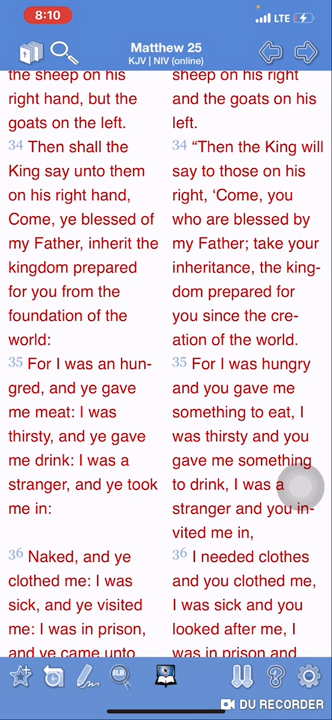 8:10
LTE
Matthew 25
KJV | NIV (online)
the sheep on his
right hand, but the
goats on the left.
34 Then shall the
King say unto them
on his right hand,
Come, ye blessed of
my Father, inherit the
kingdom prepared
for you from the
foundation of the
world:
35 For I was an hun-
gred, and ye gave
me meat: I was
thirsty, and ye gave
me drink: I was a
stranger, and ye took
me in:
36 Naked, and ye
clothed me: I was
sick, and ye visited
me: I was in prison,
and ye came unto
sheep on his right
and the goats on his
left.
34 “Then the King will
say to those on his
right, ‘Come, you
who are blessed by
my Father; take your
inheritance, the king-
dom prepared for
you since the cre-
ation of the world.
35 For I was hungry
and you gave me
something to eat, I
was thirsty and you
gave me something
to drink, I was a
stranger and you in-
vited me in,
36 I needed clothes
and you clothed me,
I was sick and you
looked after me, I
was in prison and
SLB
DU RECORDER